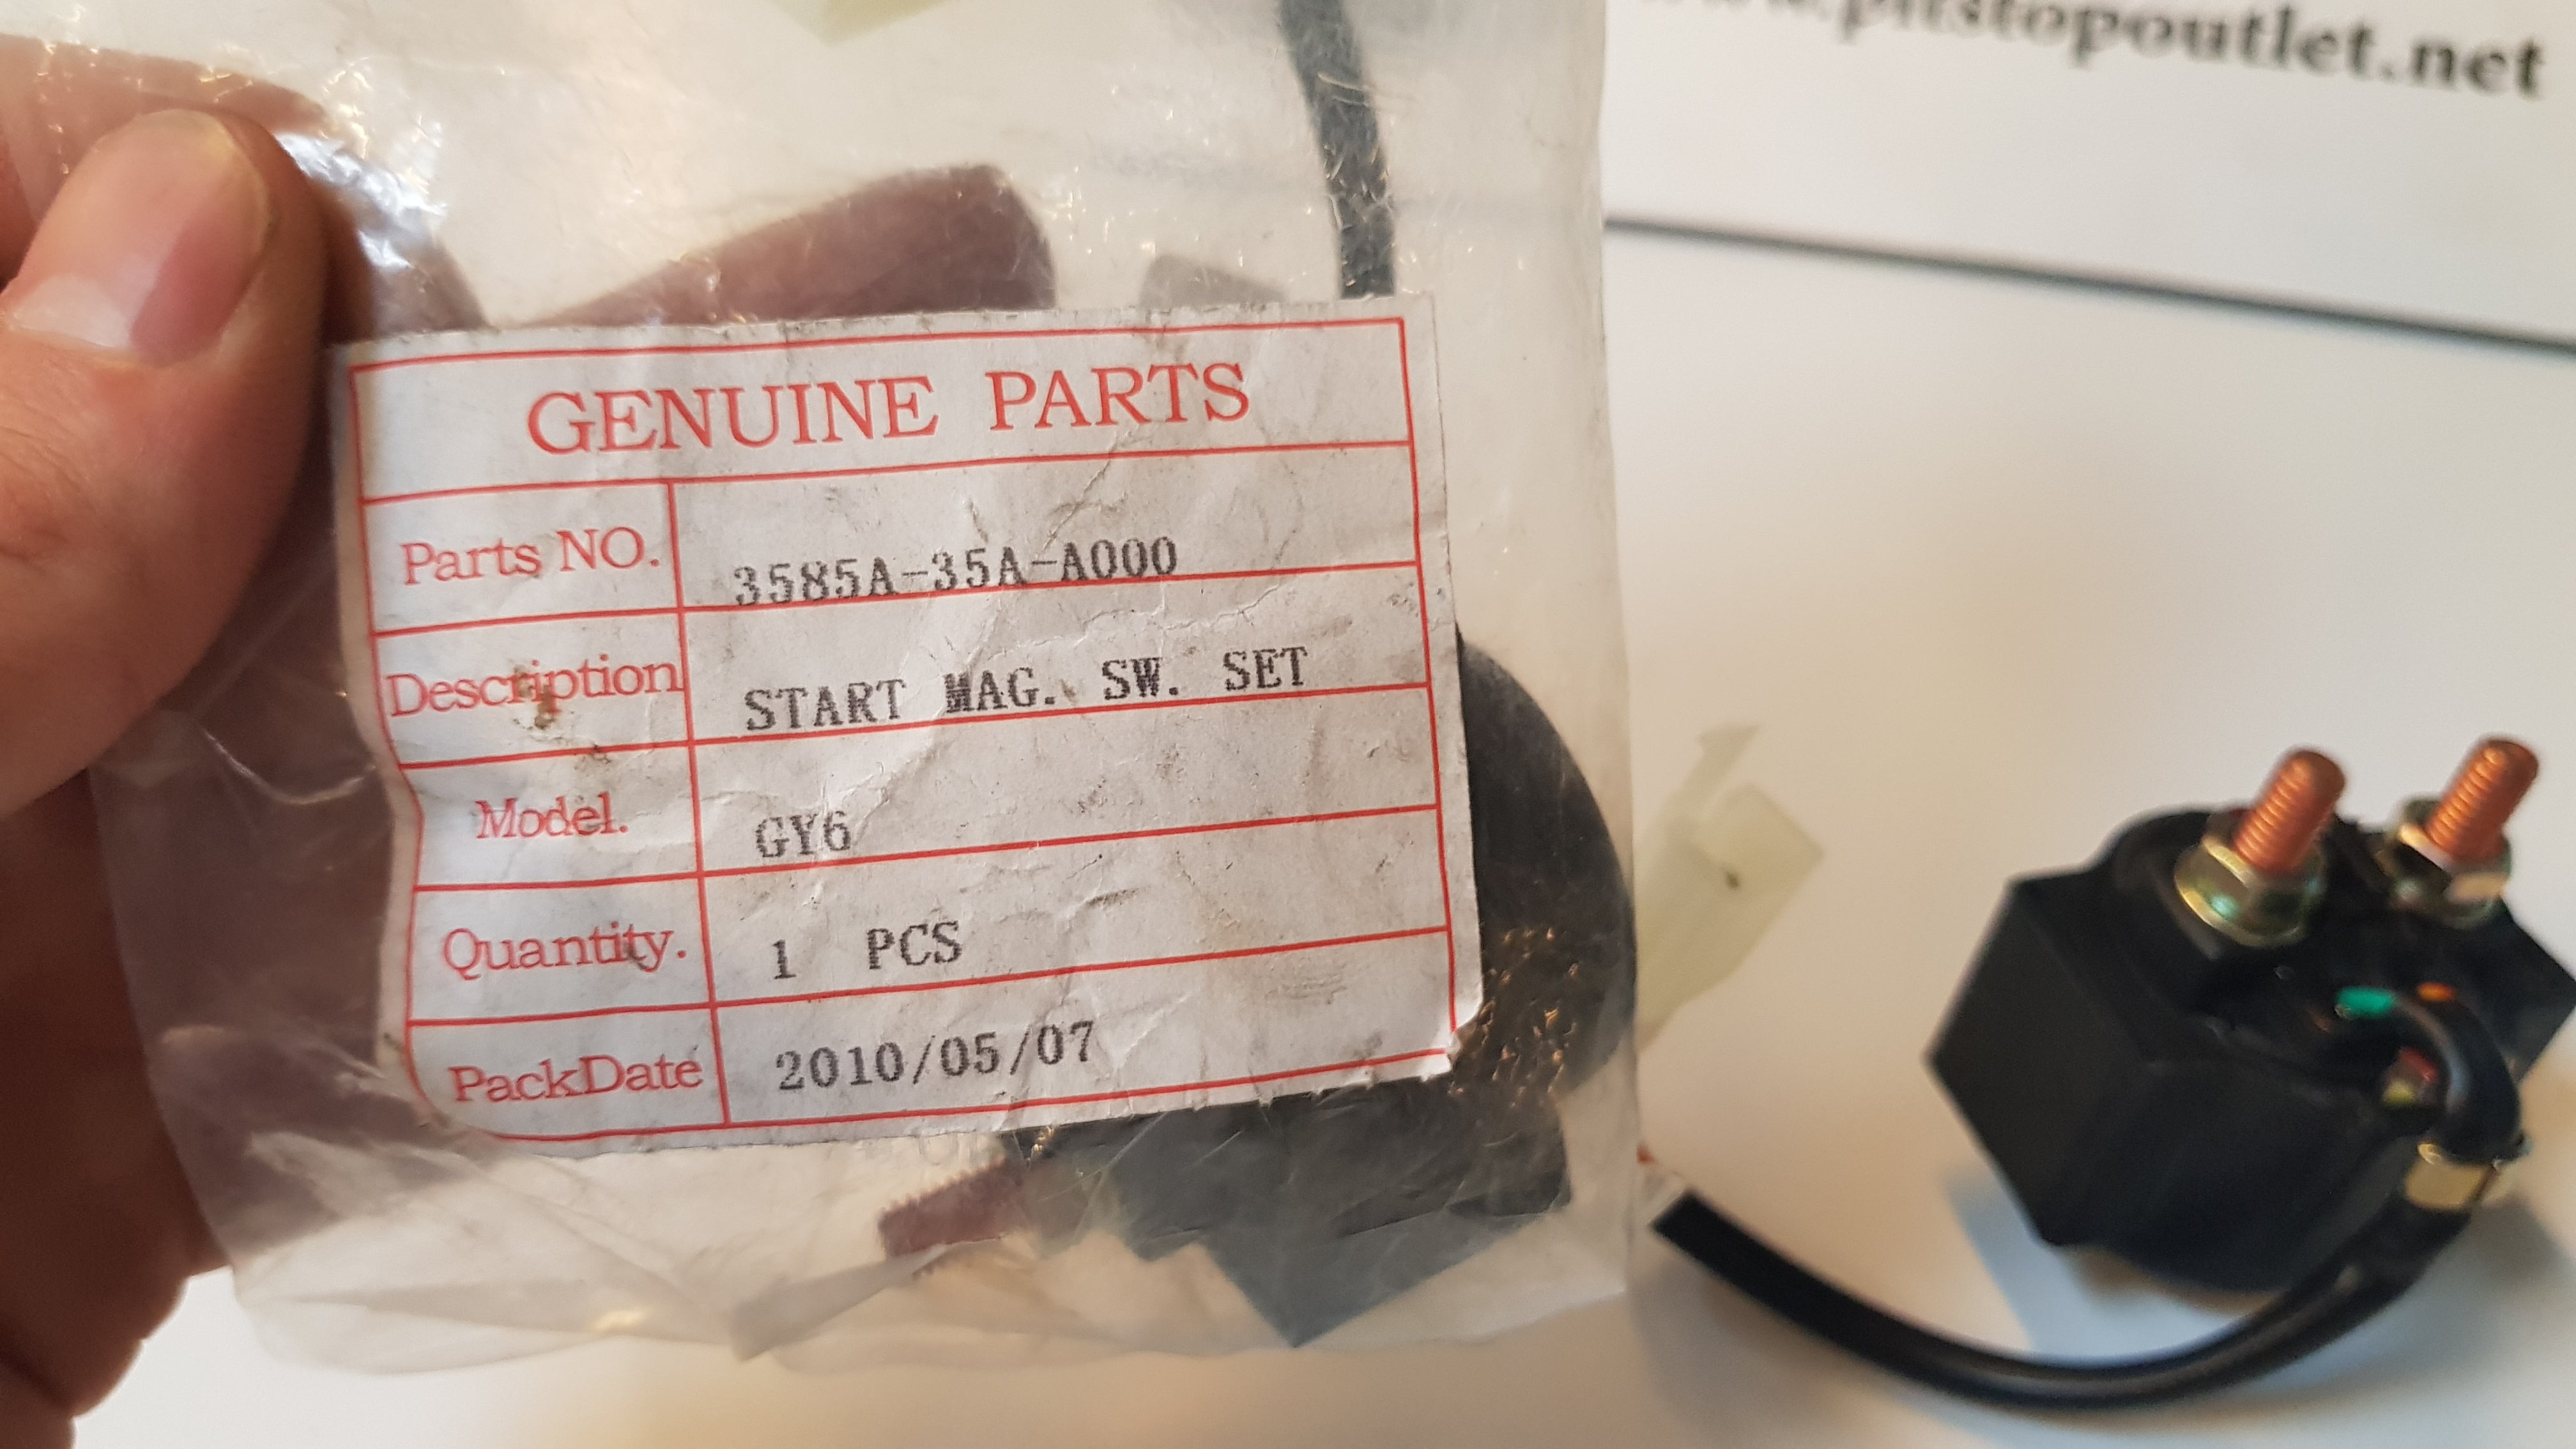 www.pitstopoutlet.net
GENUINE PARTS
Parts NO. 3585A-35A-A000
Description START MAG. SW. SET
Model. GY6
Quantity. 1 PCS
PackDate 2010/05/07